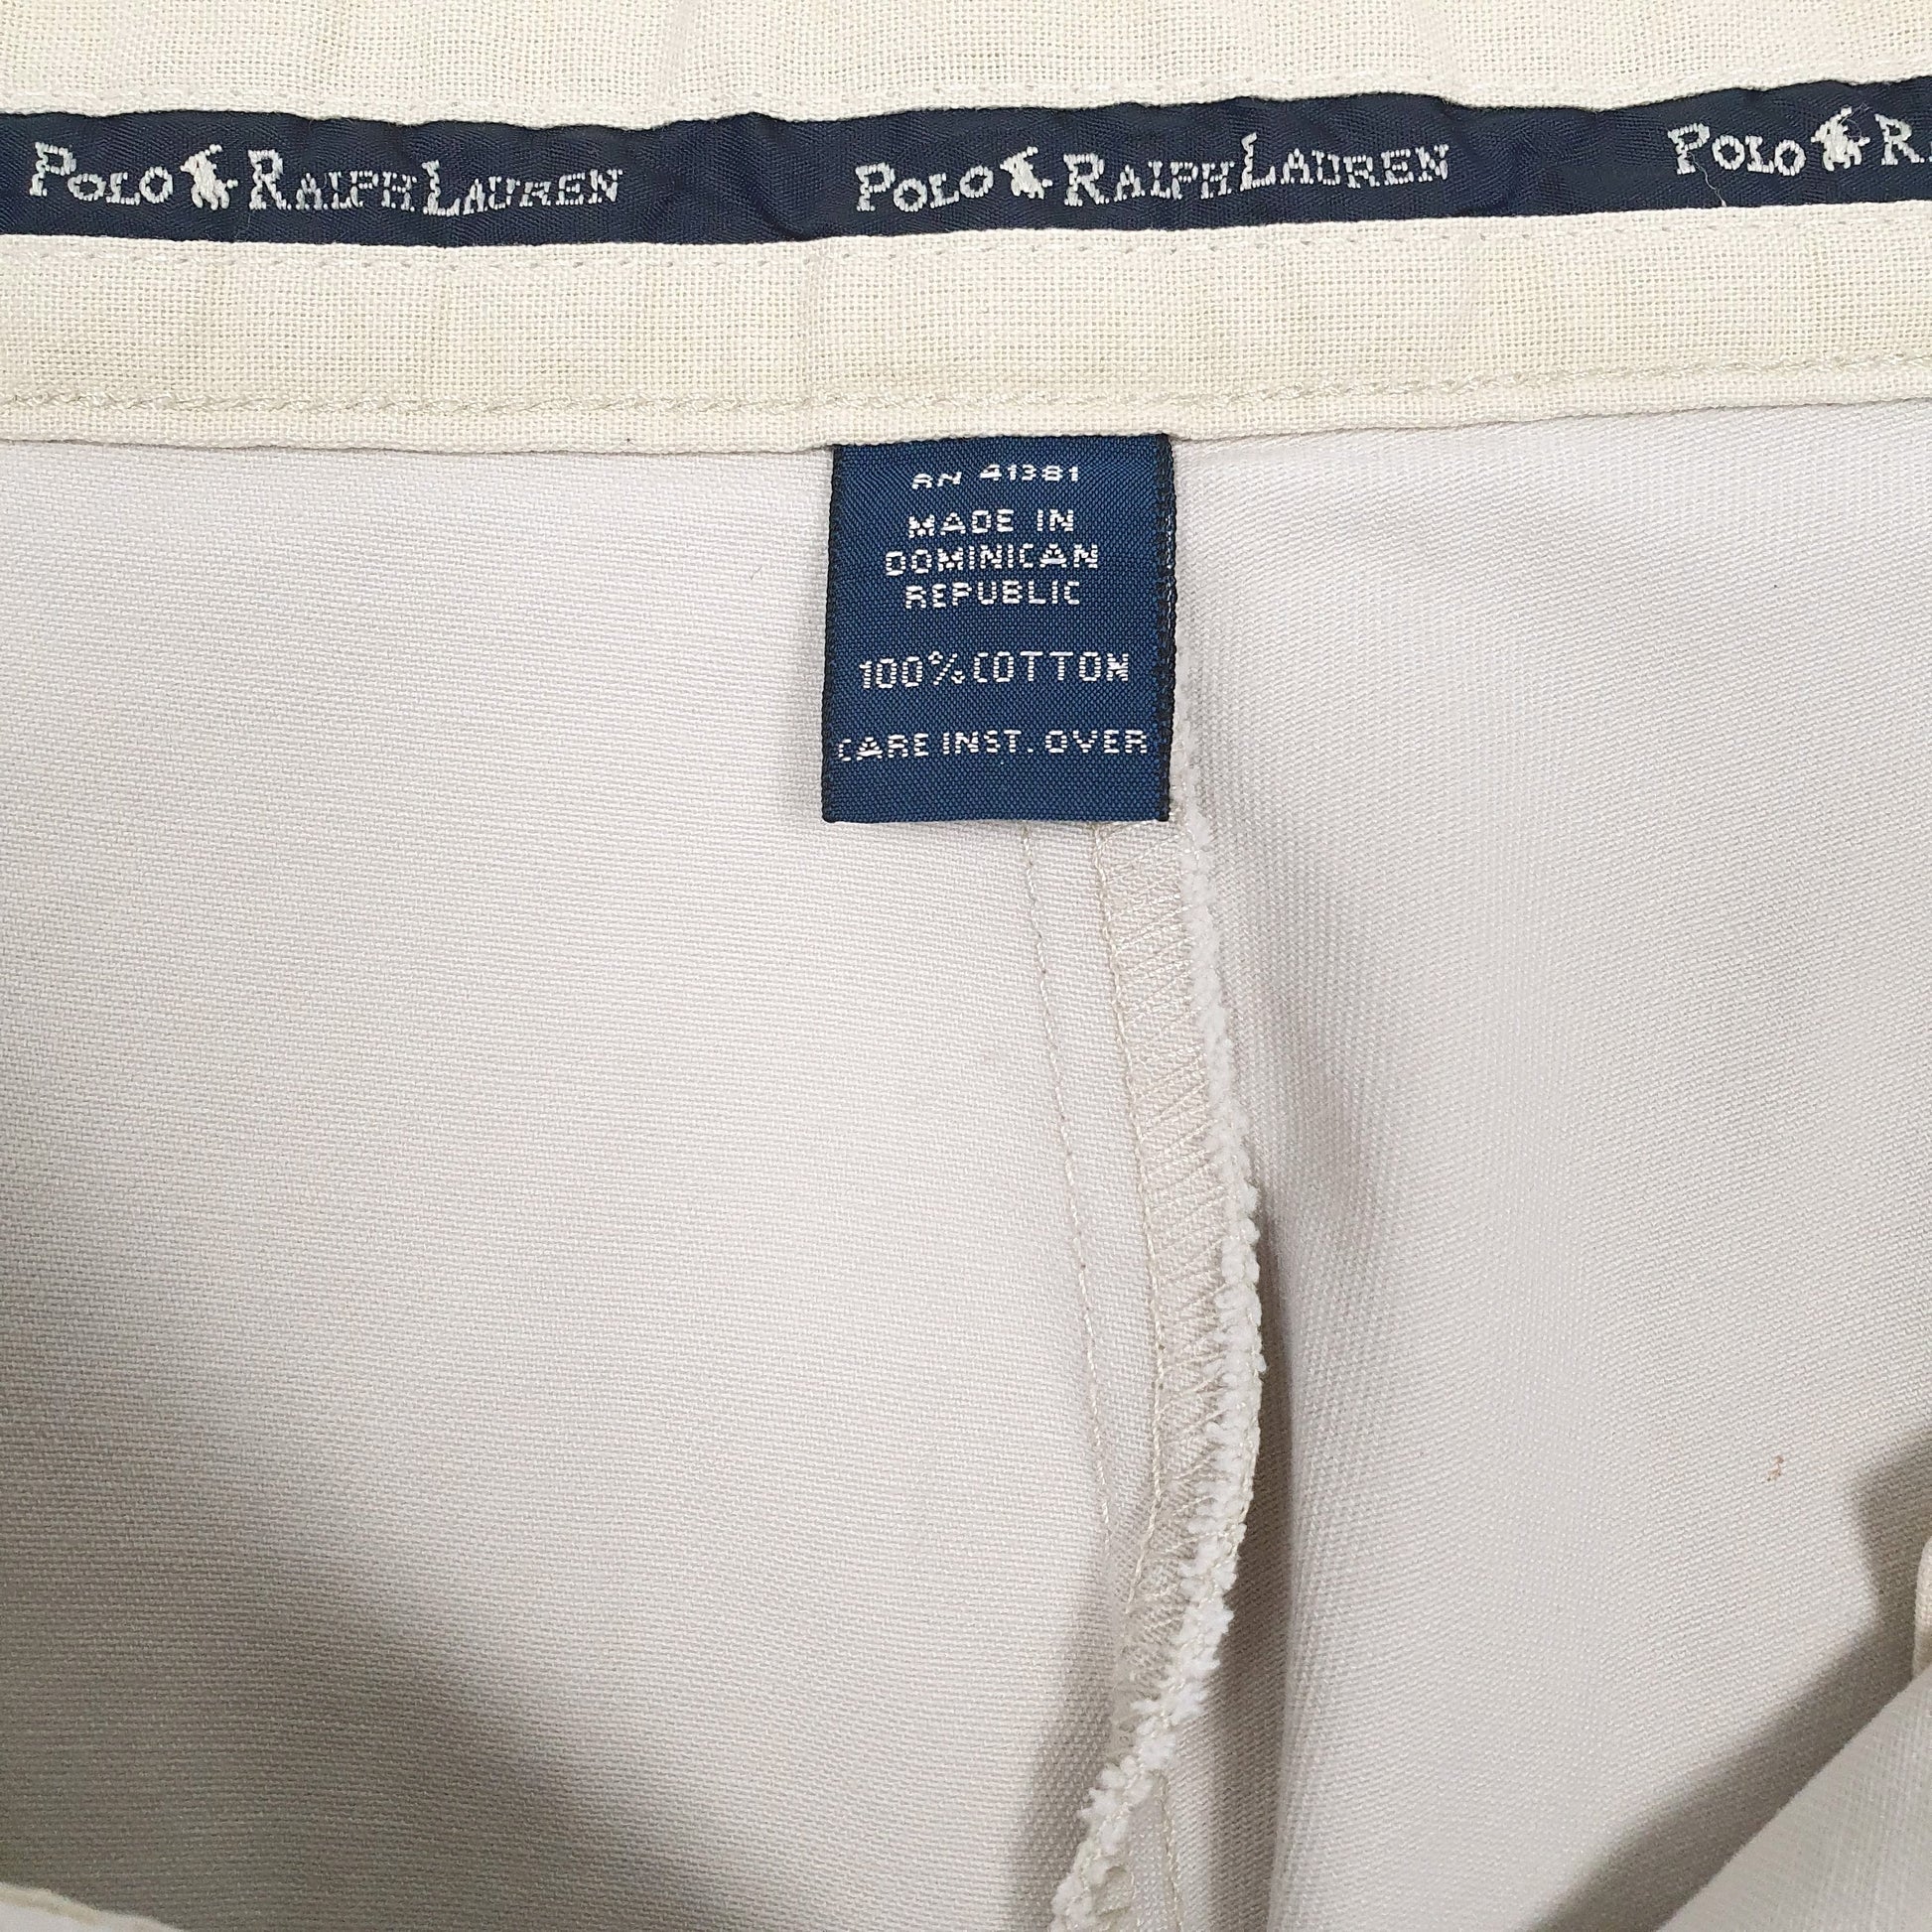 POLO RALPH LAUREN POLO RALPH LAUREN POLO R
RN 41381
MADE IN
DOMINICAN
REPUBLIC
100% COTTON
CARE INST. OVER